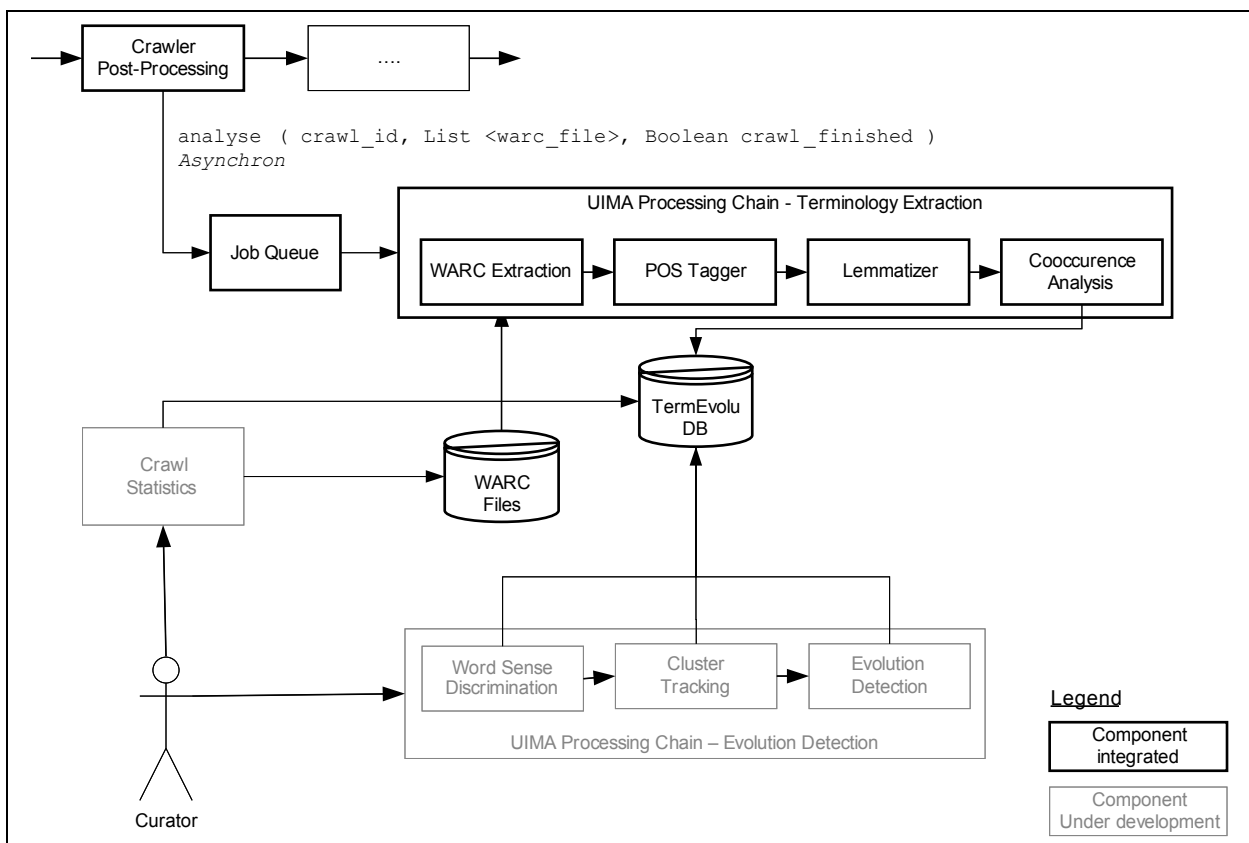 Crawler
Post-Processing
....
analyse ( crawl_id, List <warc_file>, Boolean crawl_finished )
Asynchron
UIMA Processing Chain - Terminology Extraction
Job Queue
WARC Extraction
POS Tagger
Lemmatizer
Cooccurence
Analysis
TermEvolu
DB
Crawl
Statistics
WARC
Files
Word Sense
Discrimination
Cluster
Tracking
Evolution
Detection
UIMA Processing Chain – Evolution Detection
Curator
Legend
Component
integrated
Component
Under development